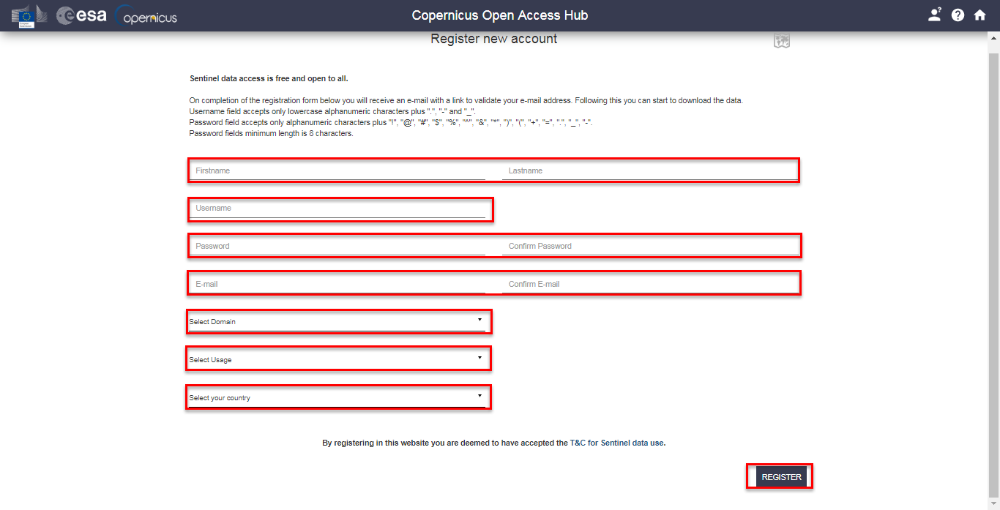 esa
opernicus
Copernicus Open Access Hub
?
?
Register new account
Sentinel data access is free and open to all.
On completion of the registration form below you will receive an e-mail with a link to validate your e-mail address. Following this you can start to download the data.
Username field accepts only lowercase alphanumeric characters plus ".", "-" and "_".
Password field accepts only alphanumeric characters plus "!", "@", "#", "$", "%", "^", "&", "*", ")", "(", "+", "=", ".", "_", "-".
Password fields minimum length is 8 characters.
Firstname Lastname
Username
Password Confirm Password
E-mail Confirm E-mail
Select Domain
Select Usage
Select your country
By registering in this website you are deemed to have accepted the T&C for Sentinel data use.
REGISTER